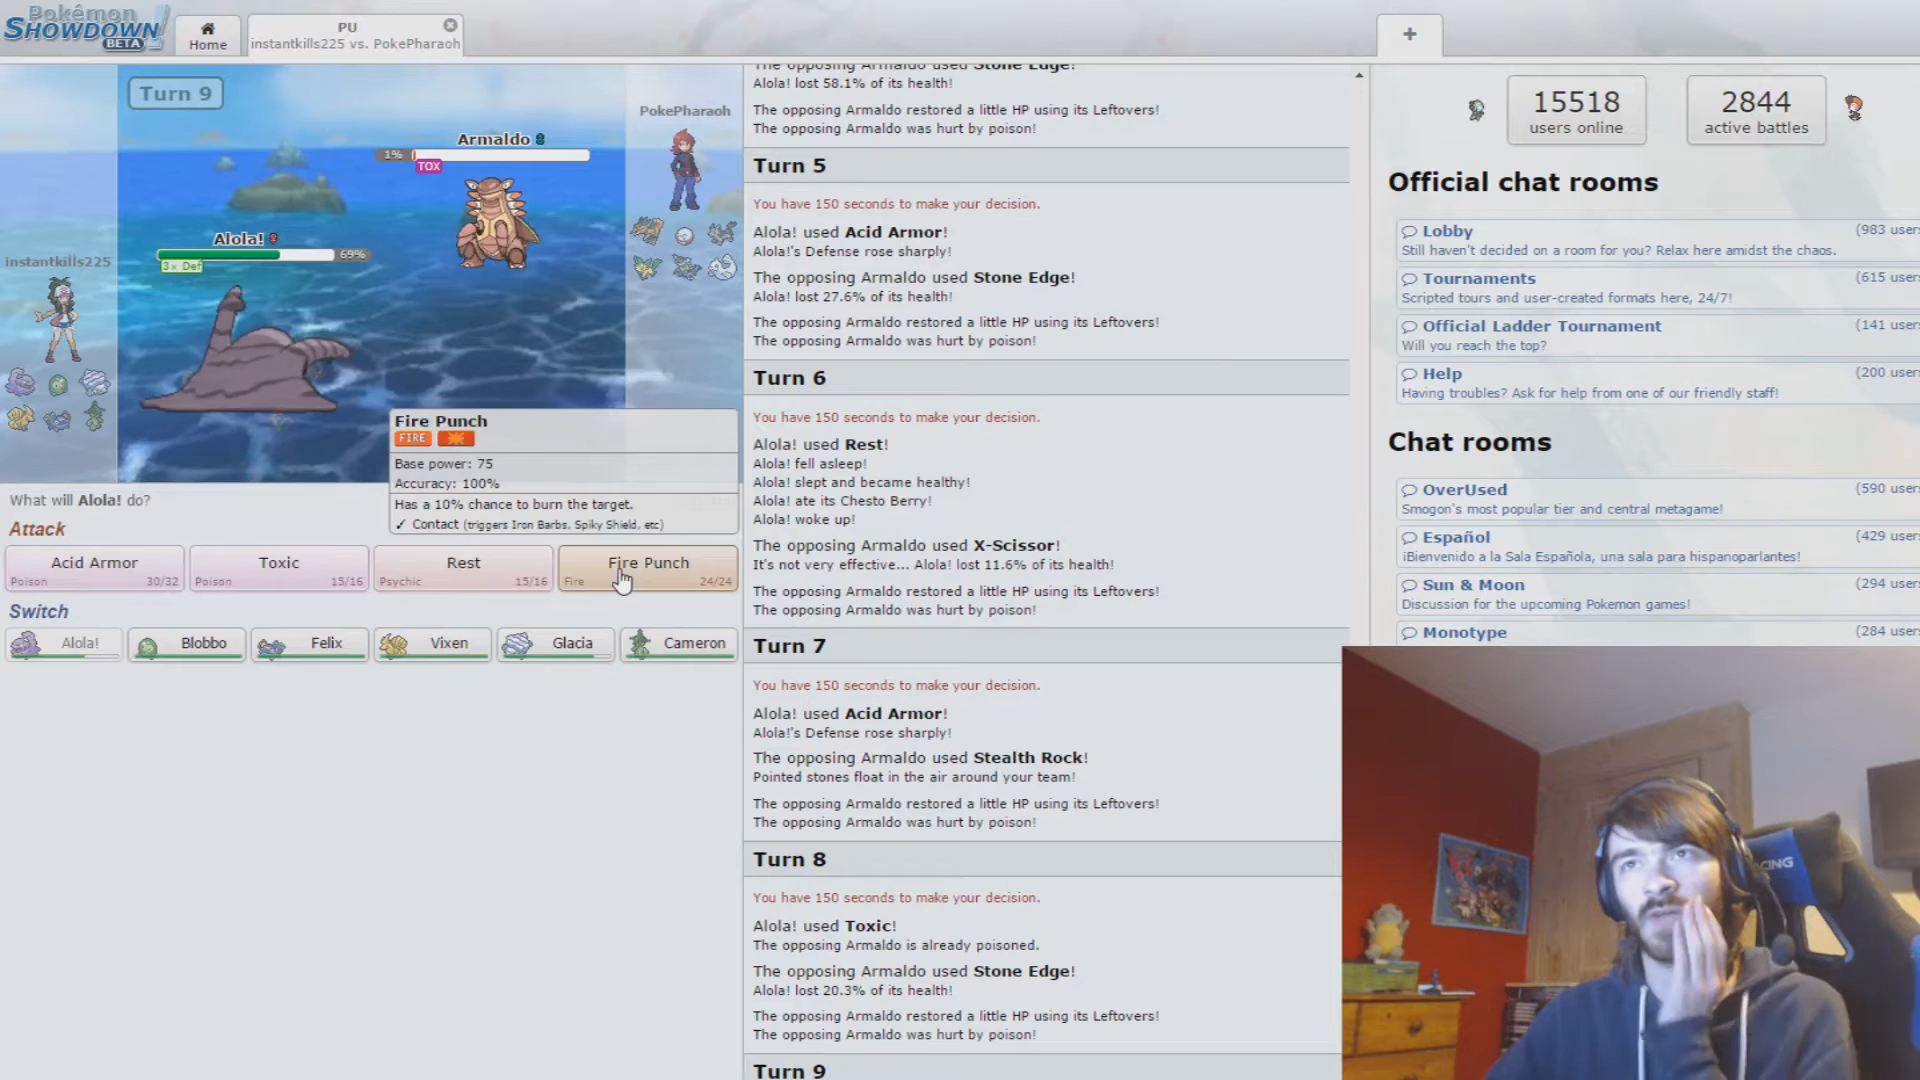 Pokémon
SHOWDOWN
BETA
Home
PU
instantkills225 vs. PokePharaoh
+
Turn 9
PokePharaoh
Armaldo
1%
TOX
Alola!
69%
3x Def
instantkills225
Fire Punch
FIRE
Base power: 75
Accuracy: 100%
Has a 10% chance to burn the target.
✓ Contact (triggers Iron Barbs, Spiky Shield, etc)
What will Alola! do?
Attack
Acid Armor
Poison 30/32
Toxic
Poison 15/16
Rest
Psychic 15/16
Fire Punch
Fire 24/24
Switch
Alola!
Blobbo
Felix
Vixen
Glacia
Cameron
The opposing Armaldo used Stone Edge!
Alola! lost 58.1% of its health!
The opposing Armaldo restored a little HP using its Leftovers!
The opposing Armaldo was hurt by poison!
Turn 5
You have 150 seconds to make your decision.
Alola! used Acid Armor!
Alola!'s Defense rose sharply!
The opposing Armaldo used Stone Edge!
Alola! lost 27.6% of its health!
The opposing Armaldo restored a little HP using its Leftovers!
The opposing Armaldo was hurt by poison!
Turn 6
You have 150 seconds to make your decision.
Alola! used Rest!
Alola! fell asleep!
Alola! slept and became healthy!
Alola! ate its Chesto Berry!
Alola! woke up!
The opposing Armaldo used X-Scissor!
It's not very effective... Alola! lost 11.6% of its health!
The opposing Armaldo restored a little HP using its Leftovers!
The opposing Armaldo was hurt by poison!
Turn 7
You have 150 seconds to make your decision.
Alola! used Acid Armor!
Alola!'s Defense rose sharply!
The opposing Armaldo used Stealth Rock!
Pointed stones float in the air around your team!
The opposing Armaldo restored a little HP using its Leftovers!
The opposing Armaldo was hurt by poison!
Turn 8
You have 150 seconds to make your decision.
Alola! used Toxic!
The opposing Armaldo is already poisoned.
The opposing Armaldo used Stone Edge!
Alola! lost 20.3% of its health!
The opposing Armaldo restored a little HP using its Leftovers!
The opposing Armaldo was hurt by poison!
Turn 9
15518
users online
2844
active battles
Official chat rooms
Lobby (983 users
Still haven't decided on a room for you? Relax here amidst the chaos.
Tournaments (615 users
Scripted tours and user-created formats here, 24/7!
Official Ladder Tournament (141 users
Will you reach the top?
Help (200 users
Having troubles? Ask for help from one of our friendly staff!
Chat rooms
OverUsed (590 users
Smogon's most popular tier and central metagame!
Español (429 users
¡Bienvenido a la Sala Española, una sala para hispanoparlantes!
Sun & Moon (294 users
Discussion for the upcoming Pokemon games!
Monotype (284 users
CING